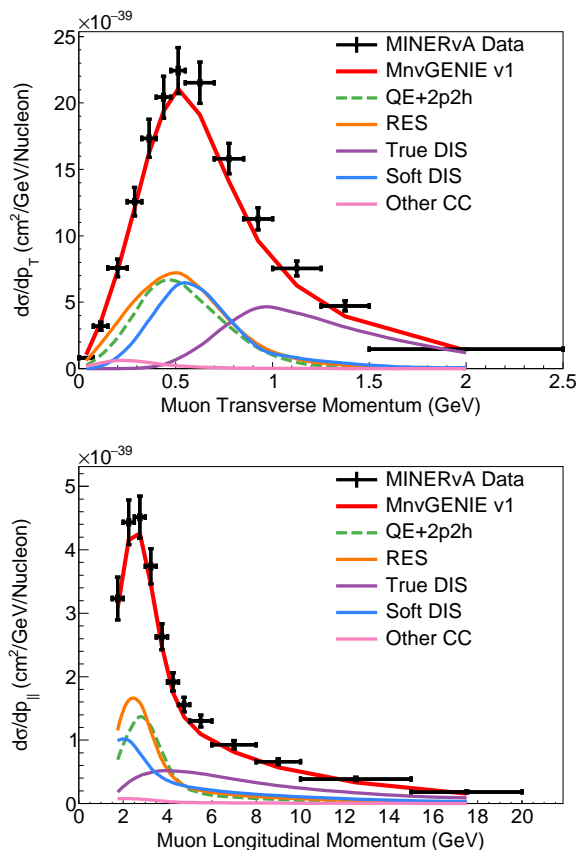 ×10⁻³⁹
25
20
15
10
5
0
dσ/dp_T (cm²/GeV/Nucleon)
MINERvA Data
MnvGENIE v1
QE+2p2h
RES
True DIS
Soft DIS
Other CC
0 0.5 1 1.5 2 2.5
Muon Transverse Momentum (GeV)
×10⁻³⁹
5
4
3
2
1
0
dσ/dp_∥ (cm²/GeV/Nucleon)
MINERvA Data
MnvGENIE v1
QE+2p2h
RES
True DIS
Soft DIS
Other CC
0 2 4 6 8 10 12 14 16 18 20
Muon Longitudinal Momentum (GeV)